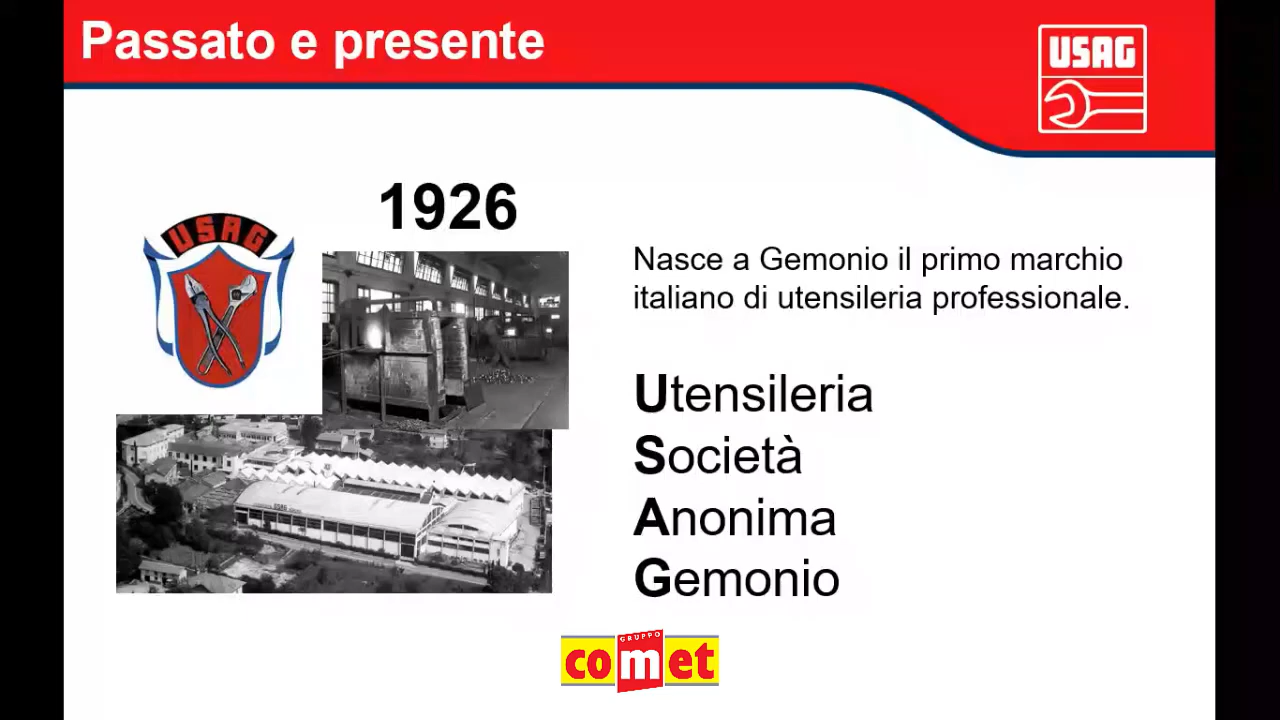 Passato e presente
USAG
1926
USAG
Nasce a Gemonio il primo marchio
italiano di utensileria professionale.
Utensileria
Società
Anonima
Gemonio
USAG
GRUPPO
comet